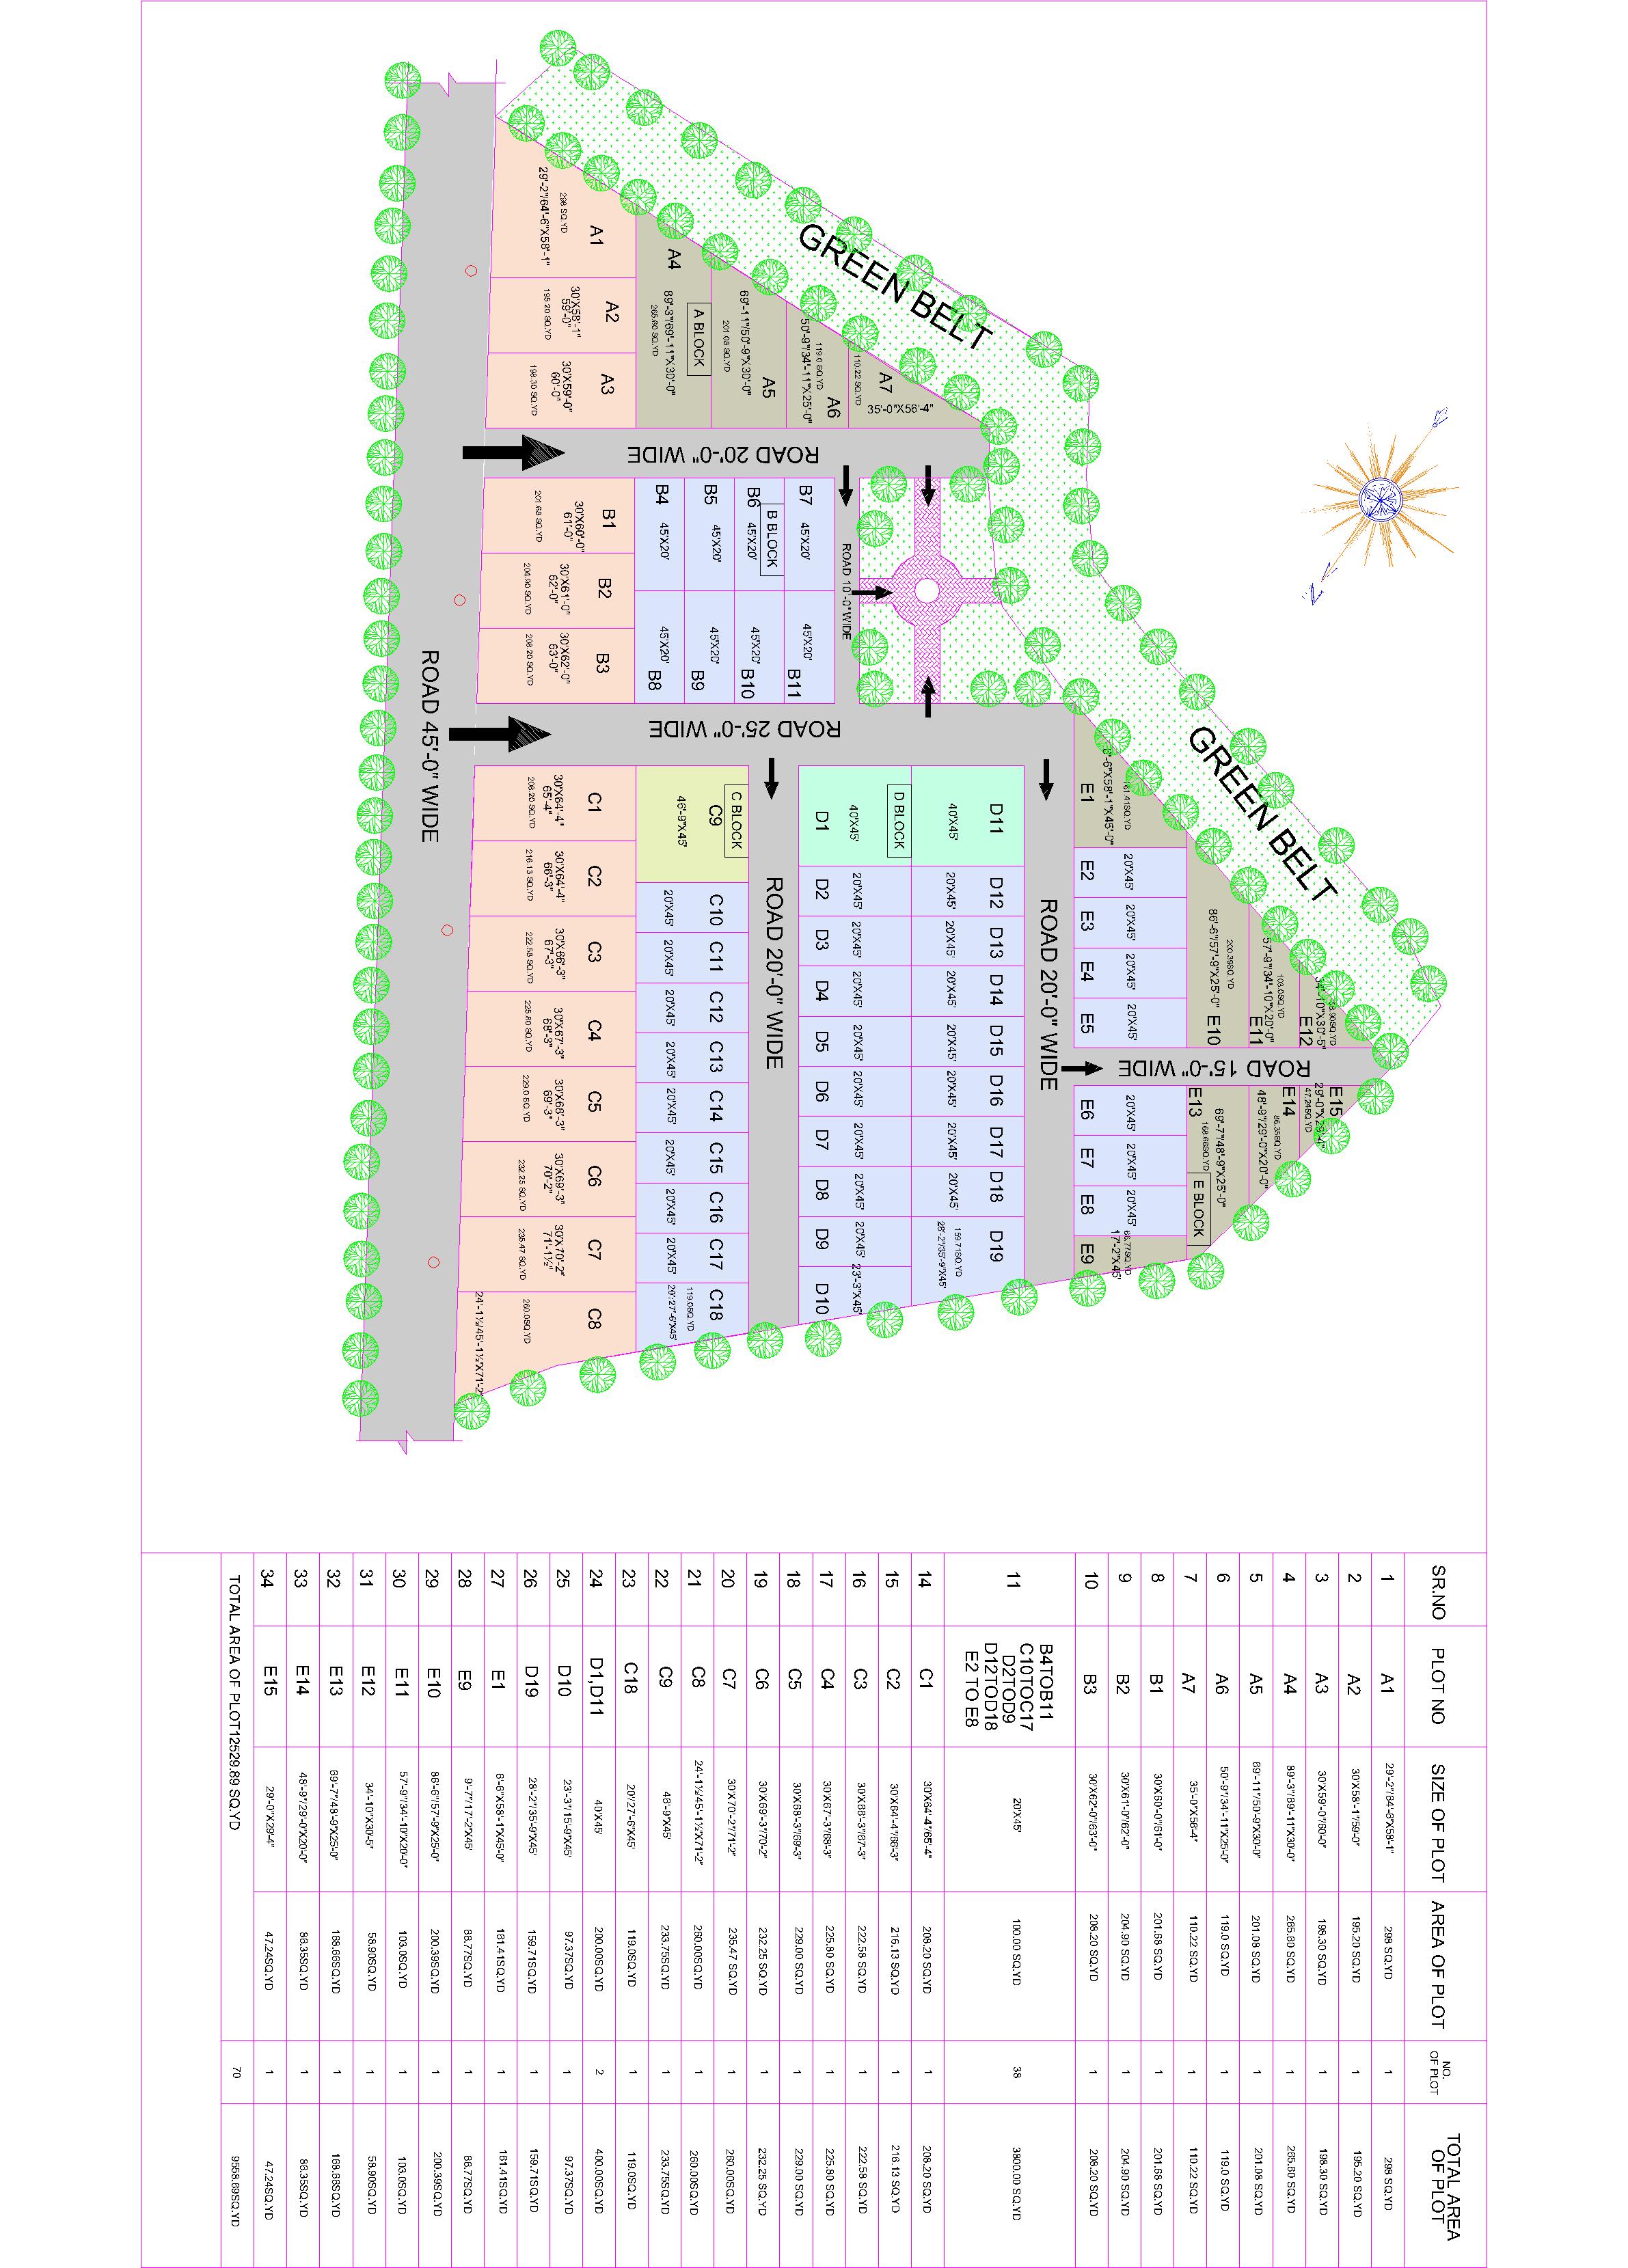 GREEN BELT
GREEN BELT
58.90SQ.YD
34'-10"X30'-5"
E12
103.0SQ.YD
57'-9"/34'-10"X20'-0"
E11
200.39SQ.YD
86'-6"/57'-9"X25'-0" E10
ROAD 15'-0" WIDE
E15
29'-0"X29'-4"
47.24SQ.YD
E14
86.35SQ.YD
48'-9"/29'-0"X20'-0"
69'-7"/48'-9"X25'-0"
168.66SQ.YD
E13
E BLOCK
161.41SQ.YD
6'-6"X58'-1"X45'-0"
E1
20'X45' 20'X45' 20'X45' 20'X45'
E2 E3 E4 E5
20'X45' 20'X45' 20'X45'
66.77SQ.YD
17'-2"X45'
E6 E7 E8 E9
ROAD 20'-0" WIDE
D11 D12 D13 D14 D15 D16 D17 D18 D19
40'X45' 20'X45' 20'X45' 20'X45' 20'X45' 20'X45' 20'X45' 20'X45'
159.71SQ.YD
28'-2"/35'-9"X45'
D BLOCK
40'X45' 20'X45' 20'X45' 20'X45' 20'X45' 20'X45' 20'X45' 20'X45' 20'X45' 23'-3"X45'
D1 D2 D3 D4 D5 D6 D7 D8 D9 D10
ROAD 20'-0" WIDE
C BLOCK
C9 C10 C11 C12 C13 C14 C15 C16 C17 C18
46'-9"X45' 20'X45' 20'X45' 20'X45' 20'X45' 20'X45' 20'X45' 20'X45' 20'X45'
119.0SQ.YD
20';27'-6"X45'
A7
35'-0"X56'-4"
110.22 SQ.YD
A6
119.0 SQ.YD
50'-9"/34'-11"X25'-0"
A5
69'-11"/50'-9"X30'-0"
201.08 SQ.YD
A BLOCK
A4
89'-3"/69'-11"X30'-0"
265.60 SQ.YD
ROAD 20'-0" WIDE
ROAD 10'-0" WIDE
B7 45'X20' 45'X20' B11
B BLOCK
B6 45'X20' 45'X20' B10
B5 45'X20' 45'X20' B9
B4 45'X20' 45'X20' B8
ROAD 25'-0" WIDE
A1
298 SQ.YD
29'-2"/64'-6"X58'-1"
A2
30'X58'-1"
59'-0"
195.20 SQ.YD
A3
30'X59'-0"
60'-0"
198.30 SQ.YD
B1
30'X60'-0"
61'-0"
201.68 SQ.YD
B2
30'X61'-0"
62'-0"
204.90 SQ.YD
B3
30'X62'-0"
63'-0"
208.20 SQ.YD
C1
30'X64'-4"
65'-4"
208.20 SQ.YD
C2
30'X64'-4"
66'-3"
216.13 SQ.YD
C3
30'X66'-3"
67'-3"
222.58 SQ.YD
C4
30'X67'-3"
68'-3"
225.80 SQ.YD
C5
30'X68'-3"
69'-3"
229.0 SQ.YD
C6
30'X69'-3"
70'-2"
232.25 SQ.YD
C7
30'X70'-2"
71'-1½"
235.47 SQ.YD
C8
260.0SQ.YD
24'-1½/45'-1½"X71'-2"
ROAD 45'-0" WIDE
SR.NO PLOT NO SIZE OF PLOT AREA OF PLOT NO. OF PLOT TOTAL AREA OF PLOT
1 A1 29'-2"/64'-6"X58'-1" 298 SQ.YD 1 298 SQ.YD
2 A2 30'X58'-1"/59'-0" 195.20 SQ.YD 1 195.20 SQ.YD
3 A3 30'X59'-0"/60'-0" 198.30 SQ.YD 1 198.30 SQ.YD
4 A4 89'-3"/69'-11"X30'-0" 265.60 SQ.YD 1 265.60 SQ.YD
5 A5 69'-11"/50'-9"X30'-0" 201.08 SQ.YD 1 201.08 SQ.YD
6 A6 50'-9"/34'-11"X25'-0" 119.0 SQ.YD 1 119.0 SQ.YD
7 A7 35'-0"X56'-4" 110.22 SQ.YD 1 110.22 SQ.YD
8 B1 30'X60'-0"/61'-0" 201.68 SQ.YD 1 201.68 SQ.YD
9 B2 30'X61'-0"/62'-0" 204.90 SQ.YD 1 204.90 SQ.YD
10 B3 30'X62'-0"/63'-0" 208.20 SQ.YD 1 208.20 SQ.YD
B4TOB11
C10TOC17
D2TOD9
11 20'X45' 100.00 SQ.YD 38 3800.00 SQ.YD
D12TOD18
E2 TO E8
14 C1 30'X64'-4"/65'-4" 208.20 SQ.YD 1 208.20 SQ.YD
15 C2 30'X64'-4"/66'-3" 216.13 SQ.YD 1 216.13 SQ.YD
16 C3 30'X66'-3"/67'-3" 222.58 SQ.YD 1 222.58 SQ.YD
17 C4 30'X67'-3"/68'-3" 225.80 SQ.YD 1 225.80 SQ.YD
18 C5 30'X68'-3"/69'-3" 229.00 SQ.YD 1 229.00 SQ.YD
19 C6 30'X69'-3"/70'-2" 232.25 SQ.YD 1 232.25 SQ.YD
20 C7 30'X70'-2"/71'-2" 235.47 SQ.YD 1 260.00SQ.YD
21 C8 24'-1½/45'-1½"X71'-2" 260.00SQ.YD 1 260.00SQ.YD
22 C9 46'-9"X45' 233.75SQ.YD 1 233.75SQ.YD
23 C18 20'/27'-6"X45' 119.0SQ.YD 1 119.0SQ.YD
24 D1,D11 40'X45' 200.00SQ.YD 2 400.00SQ.YD
25 D10 23'-3"/15'-9"X45' 97.37SQ.YD 1 97.37SQ.YD
26 D19 28'-2"/35'-9"X45' 159.71SQ.YD 1 159.71SQ.YD
27 E1 6'-6"X58'-1"X45'-0" 161.41SQ.YD 1 161.41SQ.YD
28 E9 9'-7"/17'-2"X45' 66.77SQ.YD 1 66.77SQ.YD
29 E10 86'-6"/57'-9"X25'-0" 200.39SQ.YD 1 200.39SQ.YD
30 E11 57'-9"/34'-10"X20'-0" 103.0SQ.YD 1 103.0SQ.YD
31 E12 34'-10"X30'-5" 58.90SQ.YD 1 58.90SQ.YD
32 E13 69'-7"/48'-9"X25'-0" 168.66SQ.YD 1 168.66SQ.YD
33 E14 48'-9"/29'-0"X20'-0" 86.35SQ.YD 1 86.35SQ.YD
34 E15 29'-0"X29'-4" 47.24SQ.YD 1 47.24SQ.YD
TOTAL AREA OF PLOT12529.89 SQ.YD 70 9558.69SQ.YD